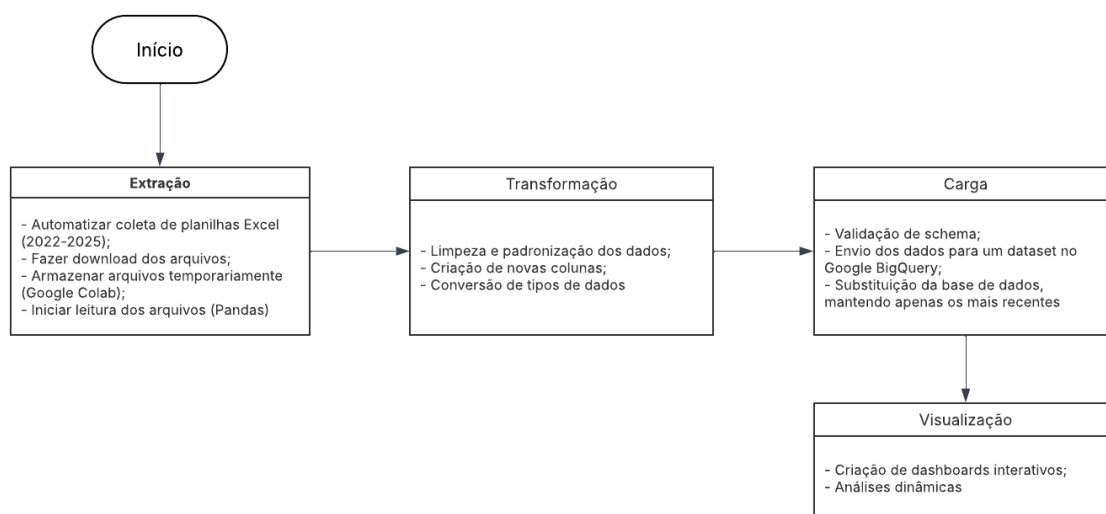 Início
Extração
- Automatizar coleta de planilhas Excel
(2022-2025);
- Fazer download dos arquivos;
- Armazenar arquivos temporariamente
(Google Colab);
- Iniciar leitura dos arquivos (Pandas)
Transformação
- Limpeza e padronização dos dados;
- Criação de novas colunas;
- Conversão de tipos de dados
Carga
- Validação de schema;
- Envio dos dados para um dataset no
Google BigQuery;
- Substituição da base de dados,
mantendo apenas os mais recentes
Visualização
- Criação de dashboards interativos;
- Análises dinâmicas